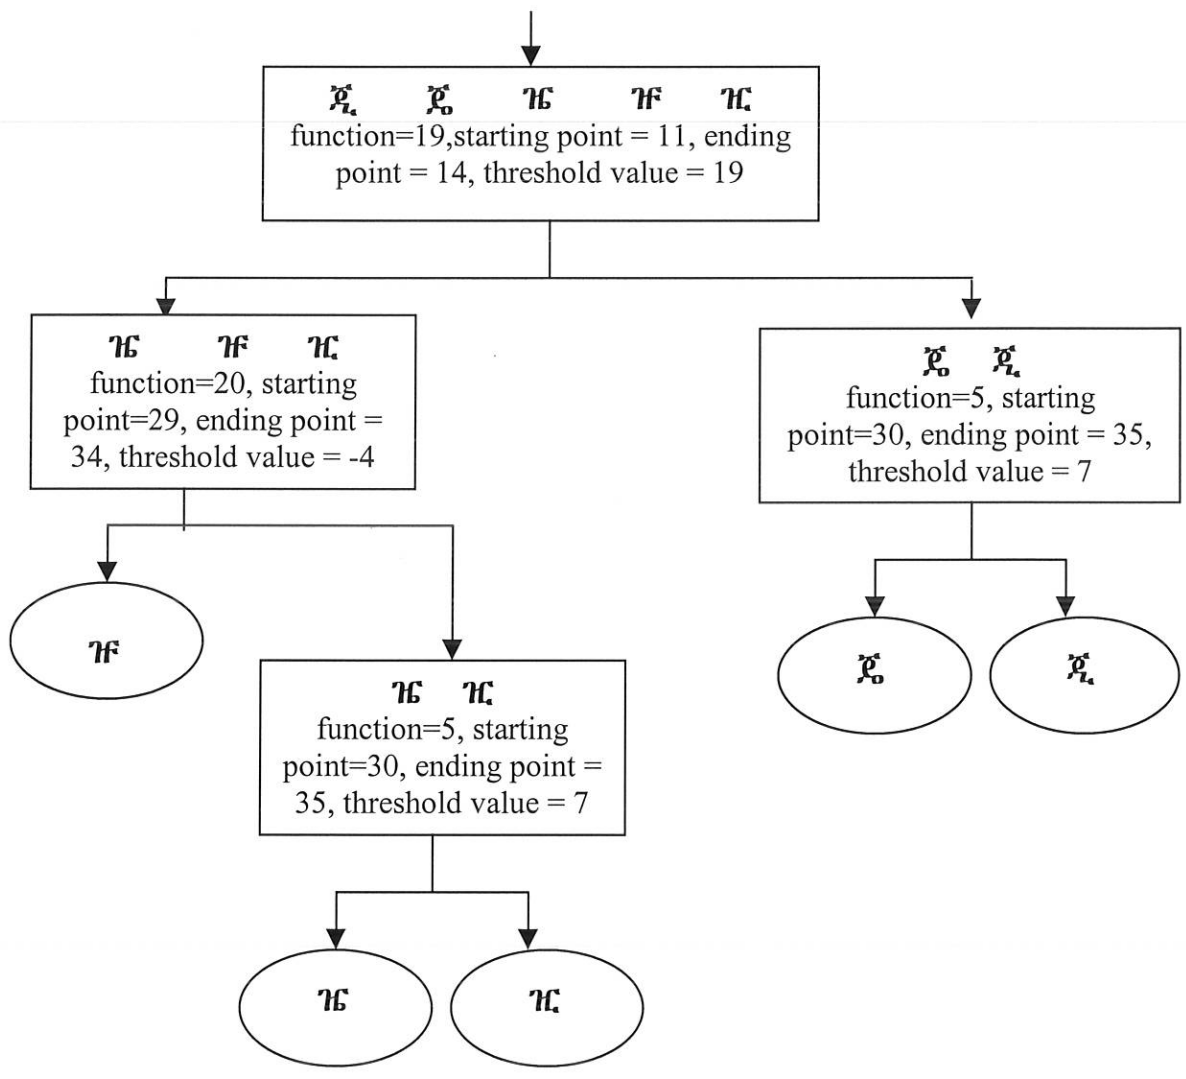 ጂ ጄ ዤ ዥ ዢ
function=19,starting point = 11, ending
point = 14, threshold value = 19
ዤ ዥ ዢ
function=20, starting
point=29, ending point =
34, threshold value = -4
ጄ ጂ
function=5, starting
point=30, ending point = 35,
threshold value = 7
ዥ
ጄ
ጂ
ዤ ዢ
function=5, starting
point=30, ending point =
35, threshold value = 7
ዤ
ዢ